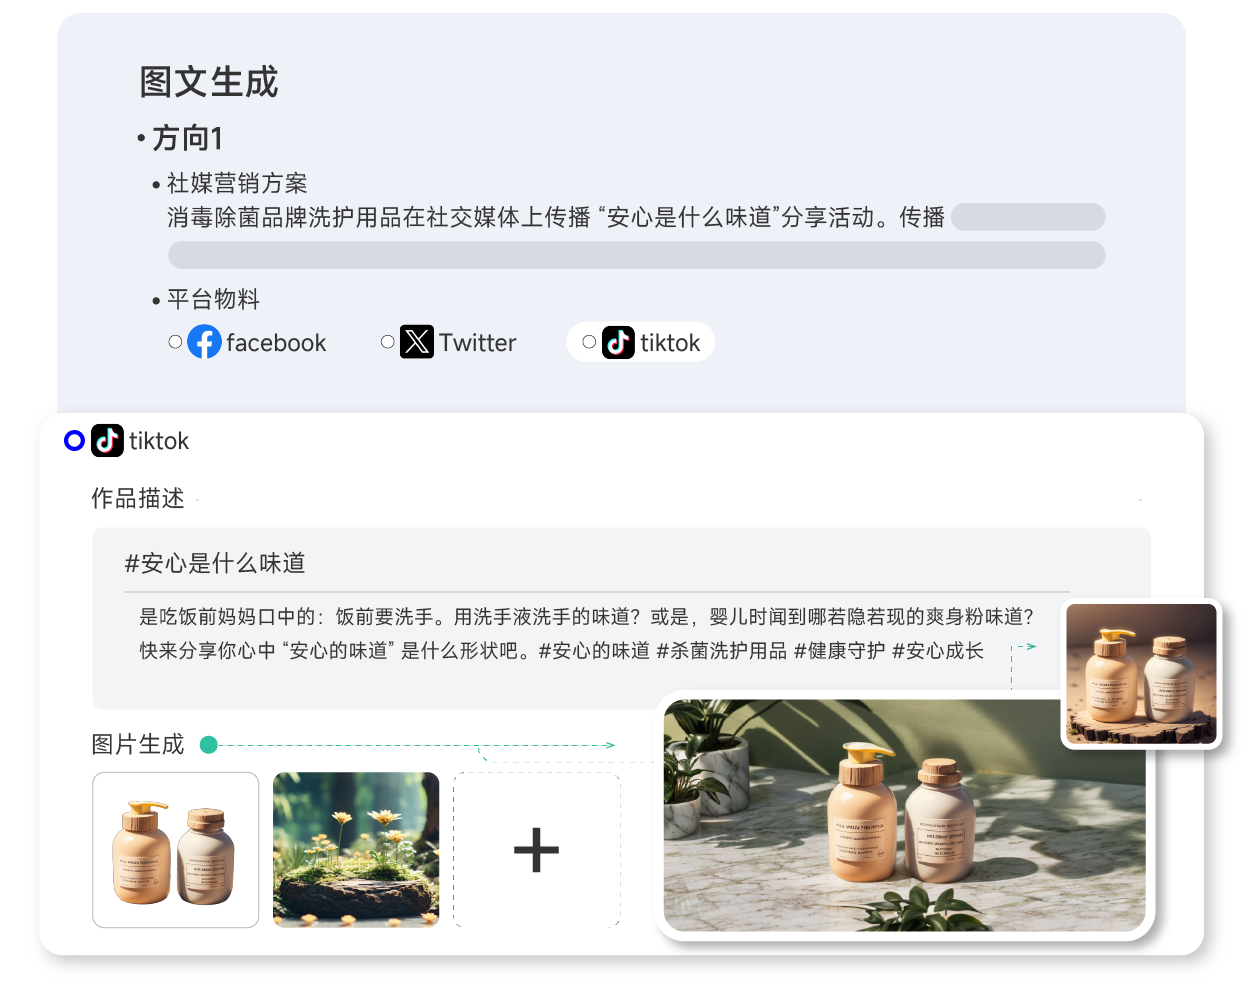 图文生成
• 方向1
• 社媒营销方案
消毒除菌品牌洗护用品在社交媒体上传播 “安心是什么味道”分享活动。传播
• 平台物料
facebook Twitter tiktok
tiktok
作品描述
#安心是什么味道
是吃饭前妈妈口中的：饭前要洗手。用洗手液洗手的味道？或是，婴儿时闻到哪若隐若现的爽身粉味道？
快来分享你心中 “安心的味道” 是什么形状吧。#安心的味道 #杀菌洗护用品 #健康守护 #安心成长
图片生成